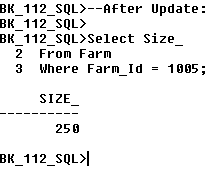 BK_112_SQL>--After Update:
BK_112_SQL>
BK_112_SQL>Select Size_
  2  From Farm
  3  Where Farm_Id = 1005;

     SIZE_
----------
       250

BK_112_SQL>